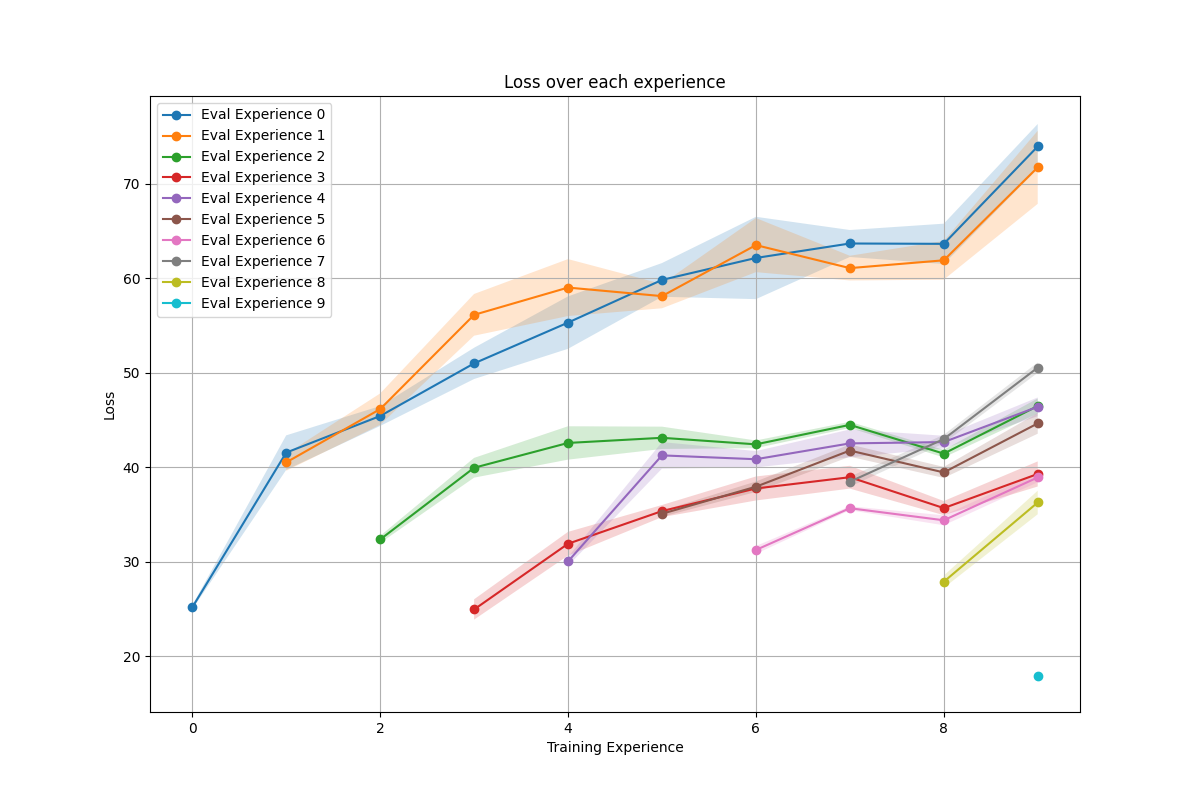 Loss over each experience
Eval Experience 0
Eval Experience 1
Eval Experience 2
Eval Experience 3
Eval Experience 4
Eval Experience 5
Eval Experience 6
Eval Experience 7
Eval Experience 8
Eval Experience 9
70
60
50
40
30
20
Loss
0 2 4 6 8
Training Experience